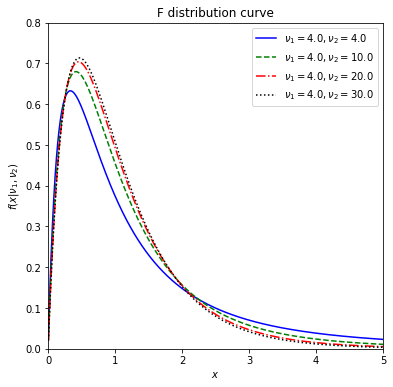 F distribution curve
ν₁ = 4.0, ν₂ = 4.0
ν₁ = 4.0, ν₂ = 10.0
ν₁ = 4.0, ν₂ = 20.0
ν₁ = 4.0, ν₂ = 30.0
f(x|ν₁, ν₂)
0.8
0.7
0.6
0.5
0.4
0.3
0.2
0.1
0.0
0 1 2 3 4 5
x